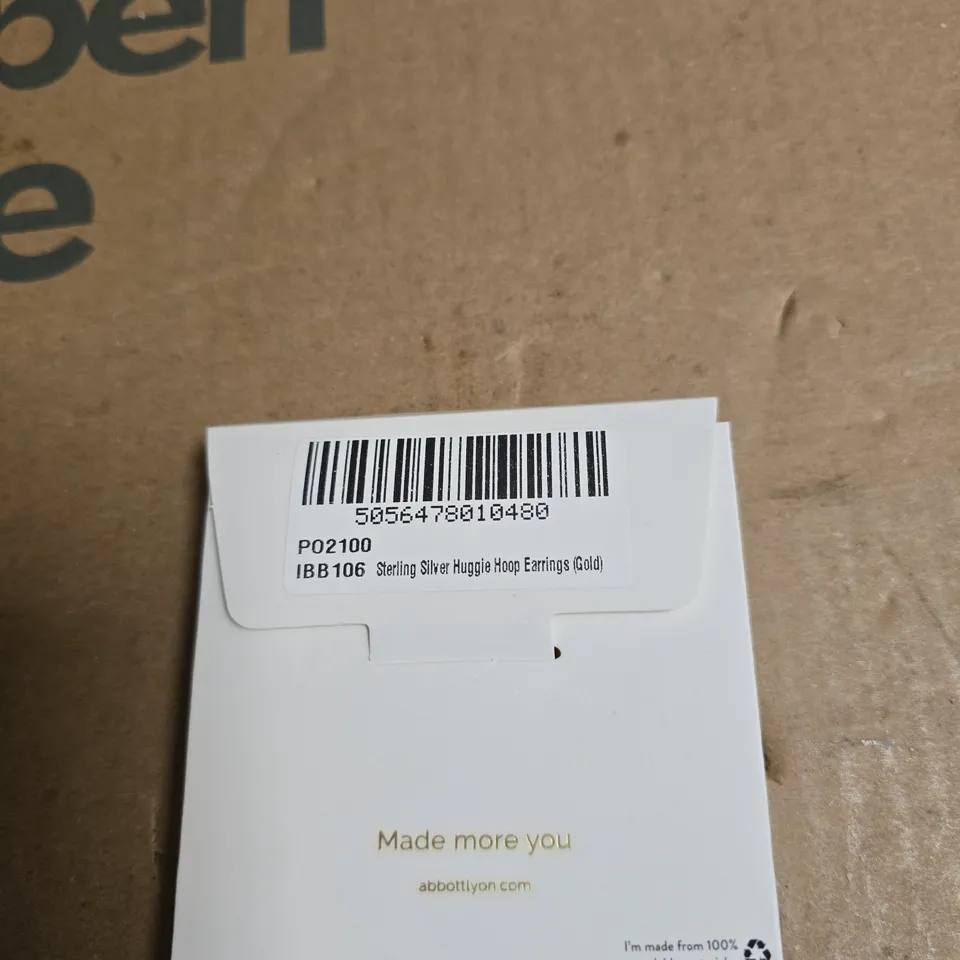 pen
e
5056478010480
PO2100
IBB106 Sterling Silver Huggie Hoop Earrings (Gold)
Made more you
abbottlyon.com
I'm made from 100%